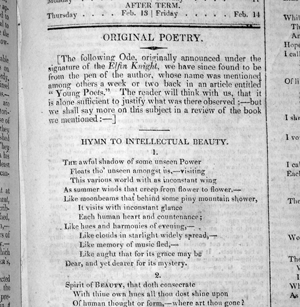 AFTER TERM.
Thursday Feb. 13 | Friday Feb. 14
ORIGINAL POETRY.
[The following Ode, originally announced under the
signature of the Elfin Knight, we have since found to be
from the pen of the author, whose name was mentioned
among others a week or two back in an article entitled
"Young Poets." The reader will think with us, that it
is alone sufficient to justify what was there observed:—but
we shall say more on this subject in a review of the book
we mentioned:—]
HYMN TO INTELLECTUAL BEAUTY.
1.
THE awful shadow of some unseen Power
Floats tho' unseen amongst us,—visiting
This various world with as inconstant wing
As summer winds that creep from flower to flower.—
Like moonbeams that behind some piny mountain shower,
It visits with inconstant glance
Each human heart and countenance;
Like hues and harmonies of evening,—
Like clouds in starlight widely spread,—
Like memory of music fled,—
Like aught that for its grace may be
Dear, and yet dearer for its mystery.
2.
Spirit of BEAUTY, that doth consecrate
With thine own hues all thou dost shine upon
Of human thought or form,—where art thou gone?